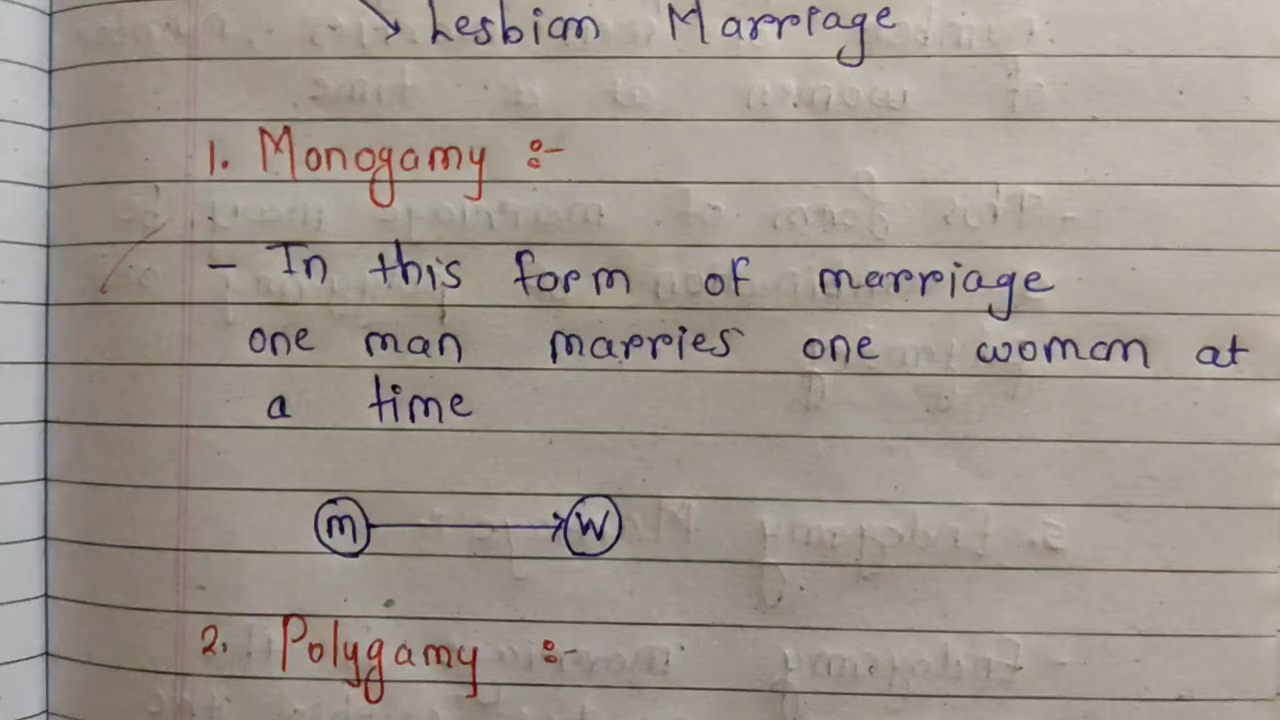 ↘ Lesbian Marriage
1. Monogamy :-
- In this form of marriage
one man marries one woman at
a time
m → W
2. Polygamy :-